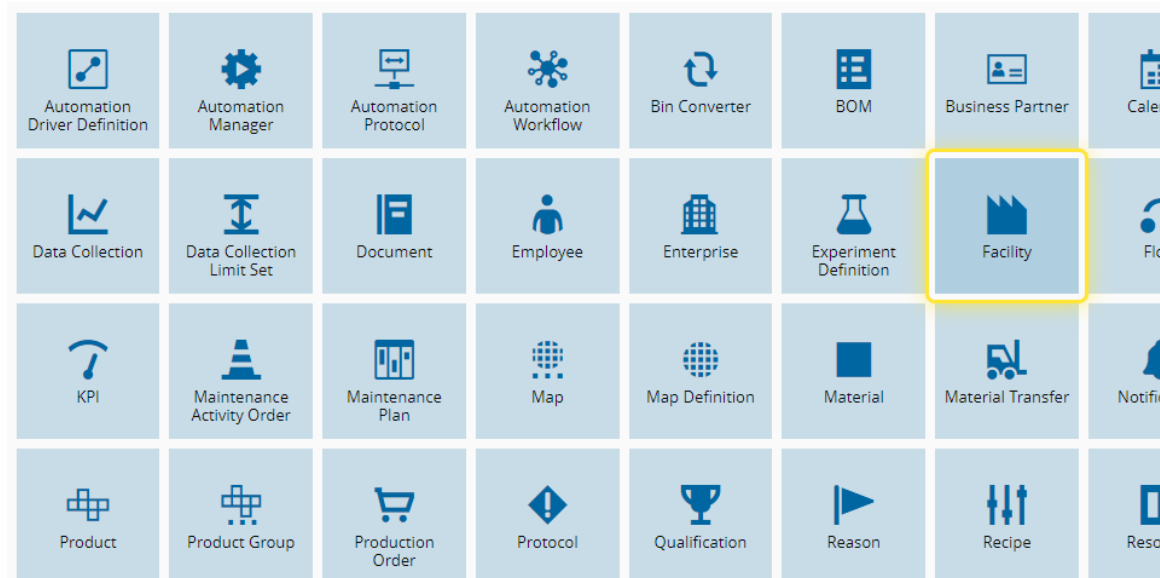 Automation
Driver Definition
Automation
Manager
Automation
Protocol
Automation
Workflow
Bin Converter
BOM
Business Partner
Data Collection
Data Collection
Limit Set
Document
Employee
Enterprise
Experiment
Definition
Facility
KPI
Maintenance
Activity Order
Maintenance
Plan
Map
Map Definition
Material
Material Transfer
Product
Product Group
Production
Order
Protocol
Qualification
Reason
Recipe